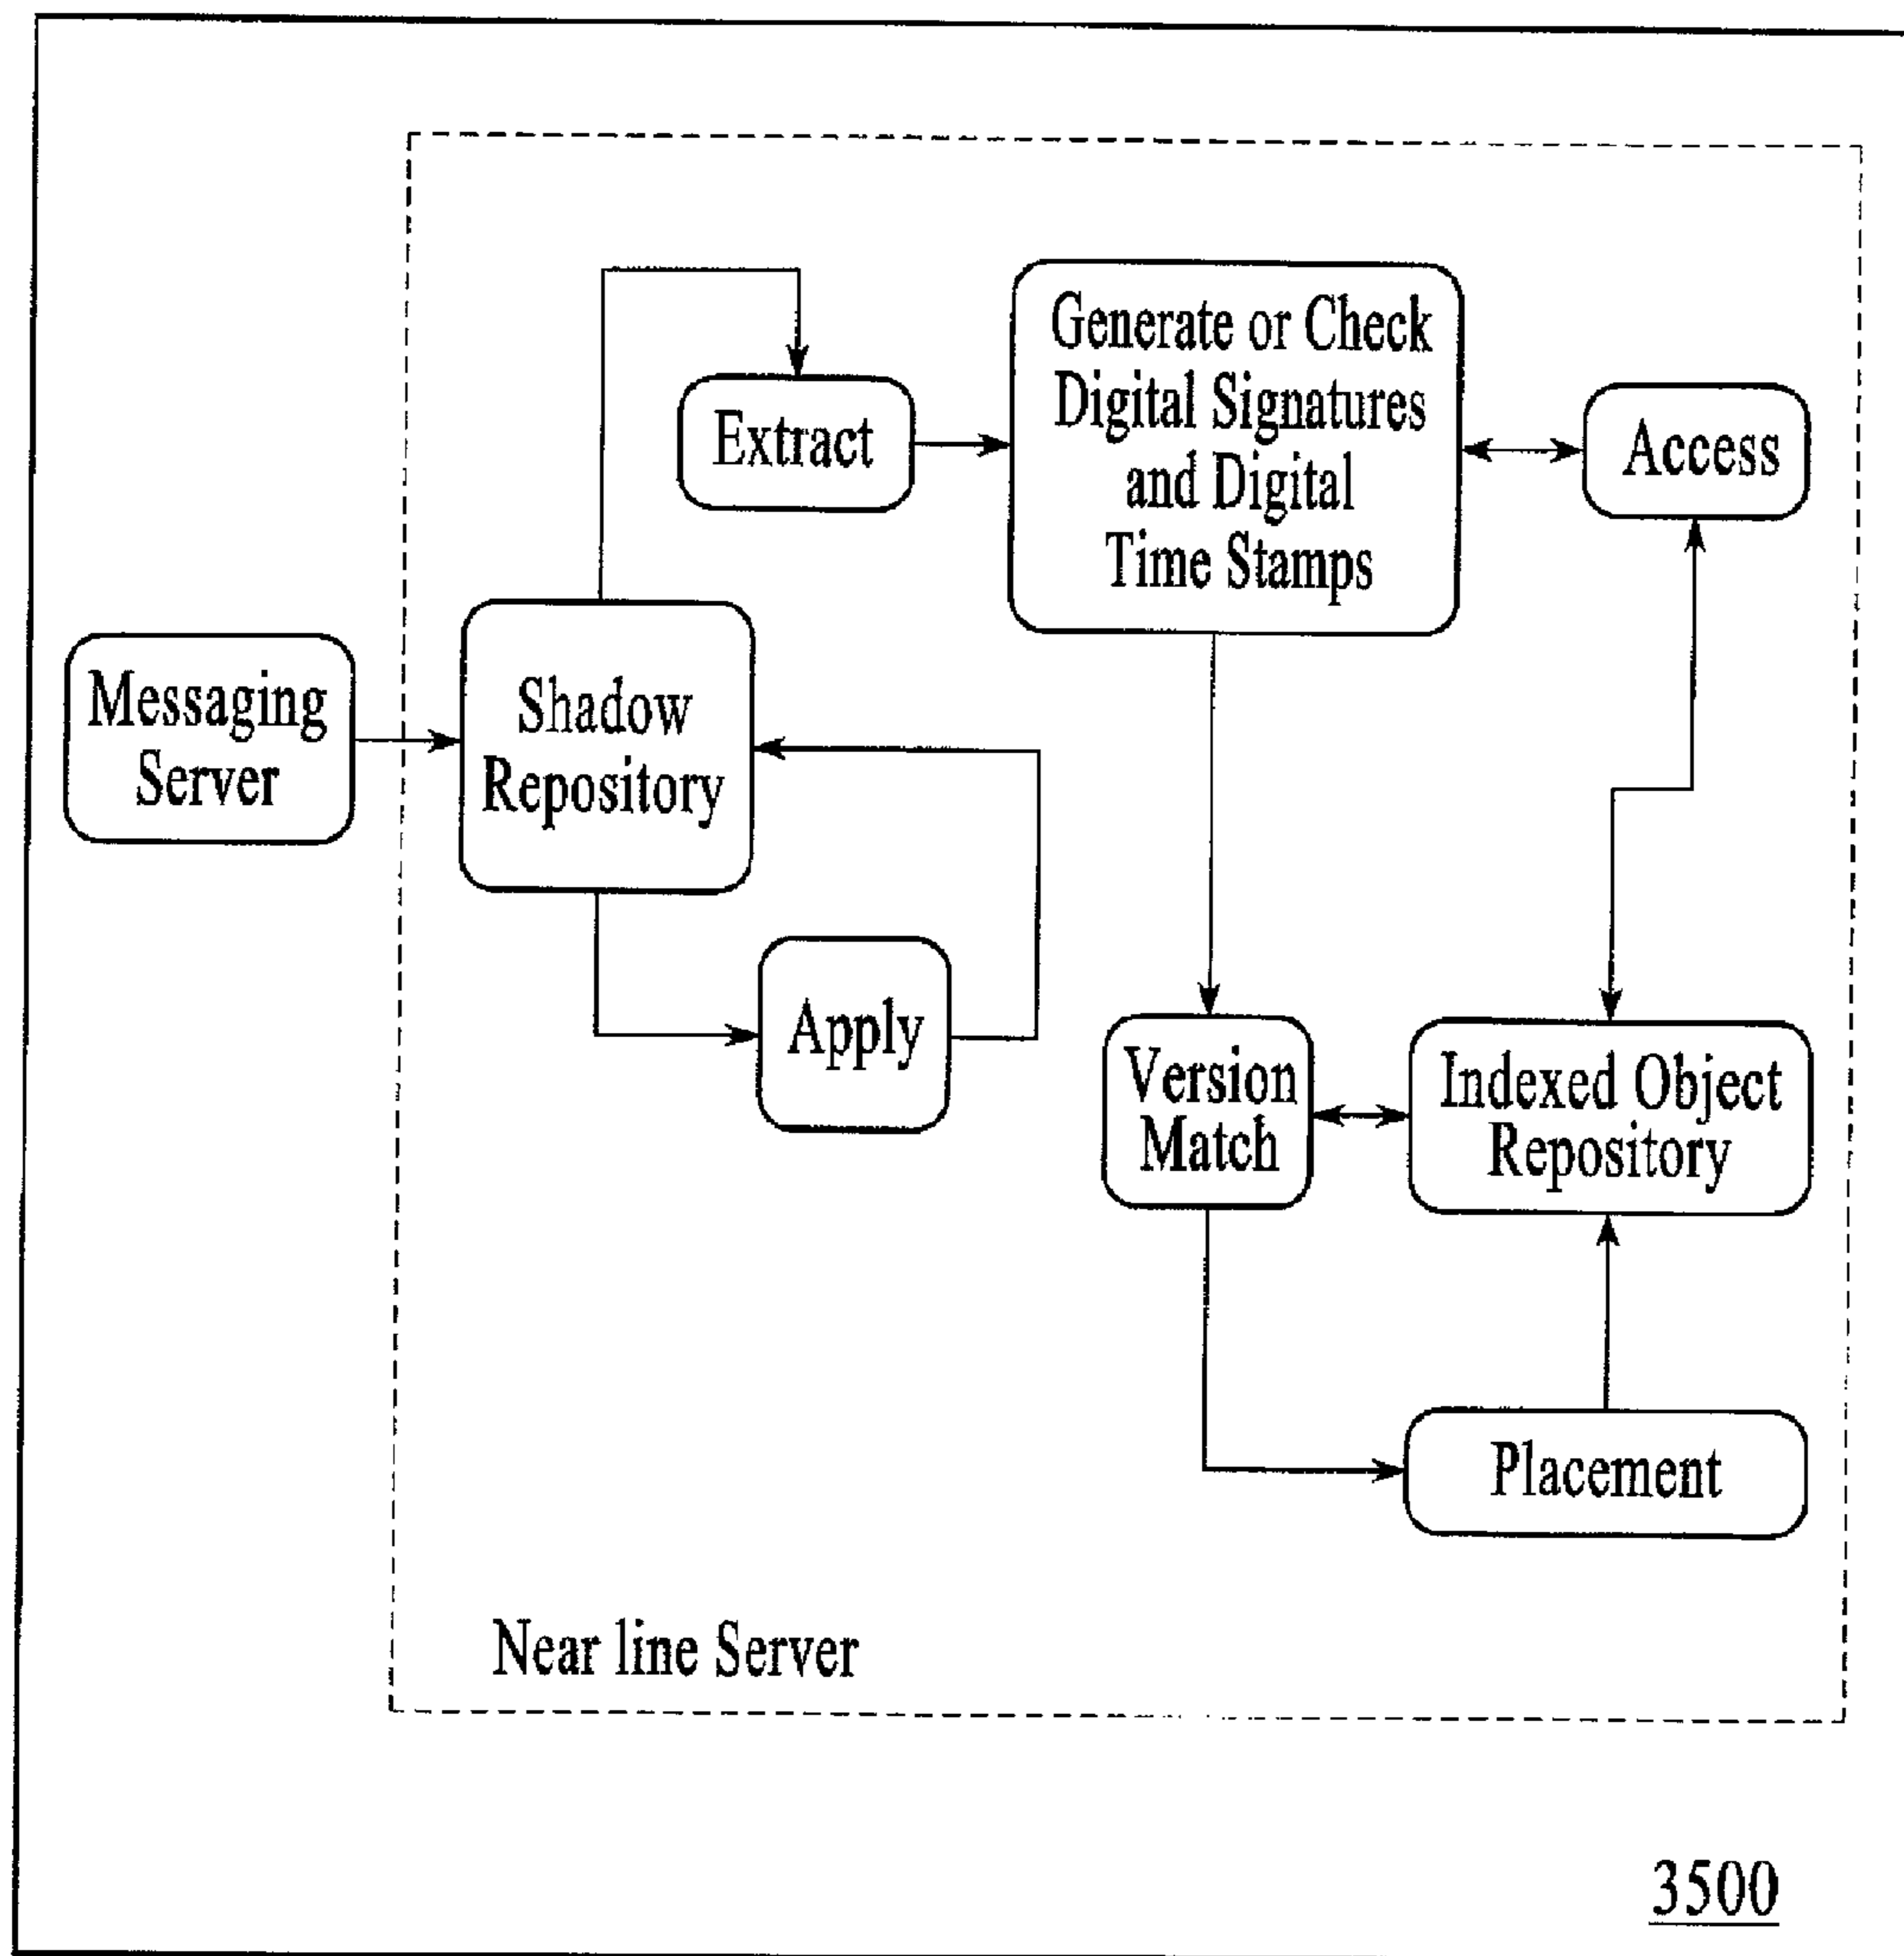 Generate or Check
Digital Signatures
and Digital
Time Stamps
Extract
Access
Messaging
Server
Shadow
Repository
Apply
Version
Match
Indexed Object
Repository
Placement
Near line Server
3500